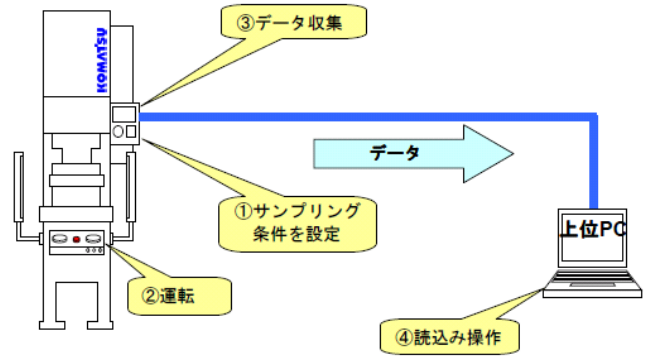 ③データ収集
KOMATSU
データ
①サンプリング
条件を設定
上位PC
②運転
④読込み操作